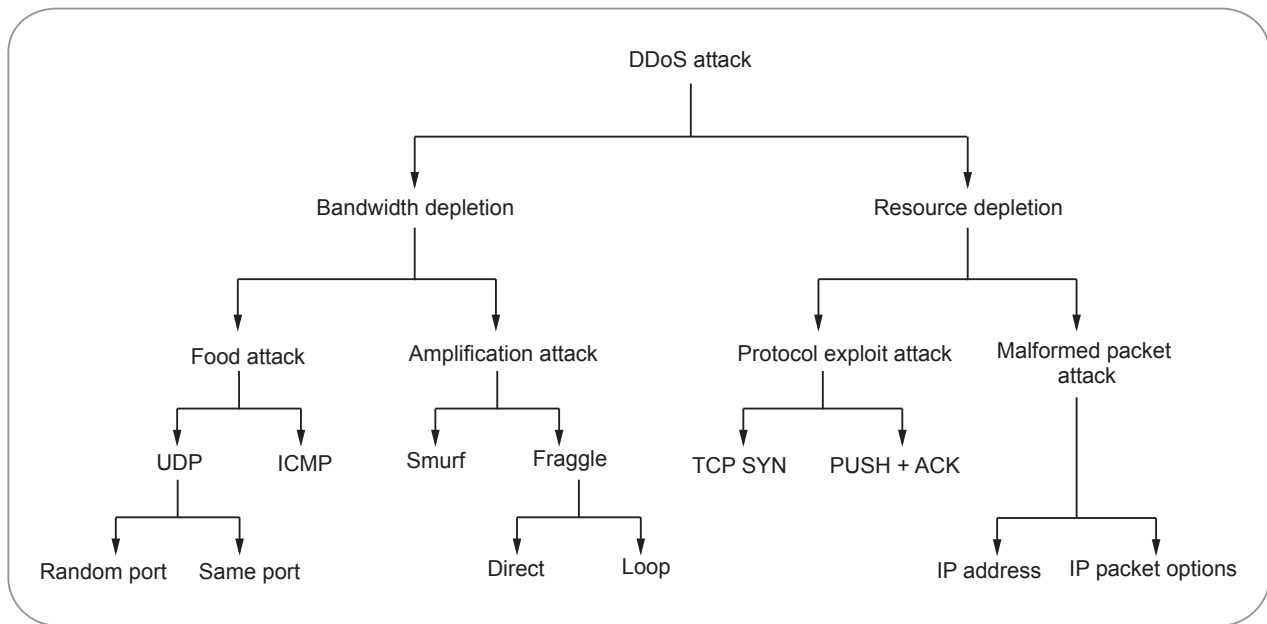 DDoS attack
Bandwidth depletion
Resource depletion
Food attack
Amplification attack
Protocol exploit attack
Malformed packet
attack
UDP
ICMP
Smurf
Fraggle
TCP SYN
PUSH + ACK
Random port
Same port
Direct
Loop
IP address
IP packet options